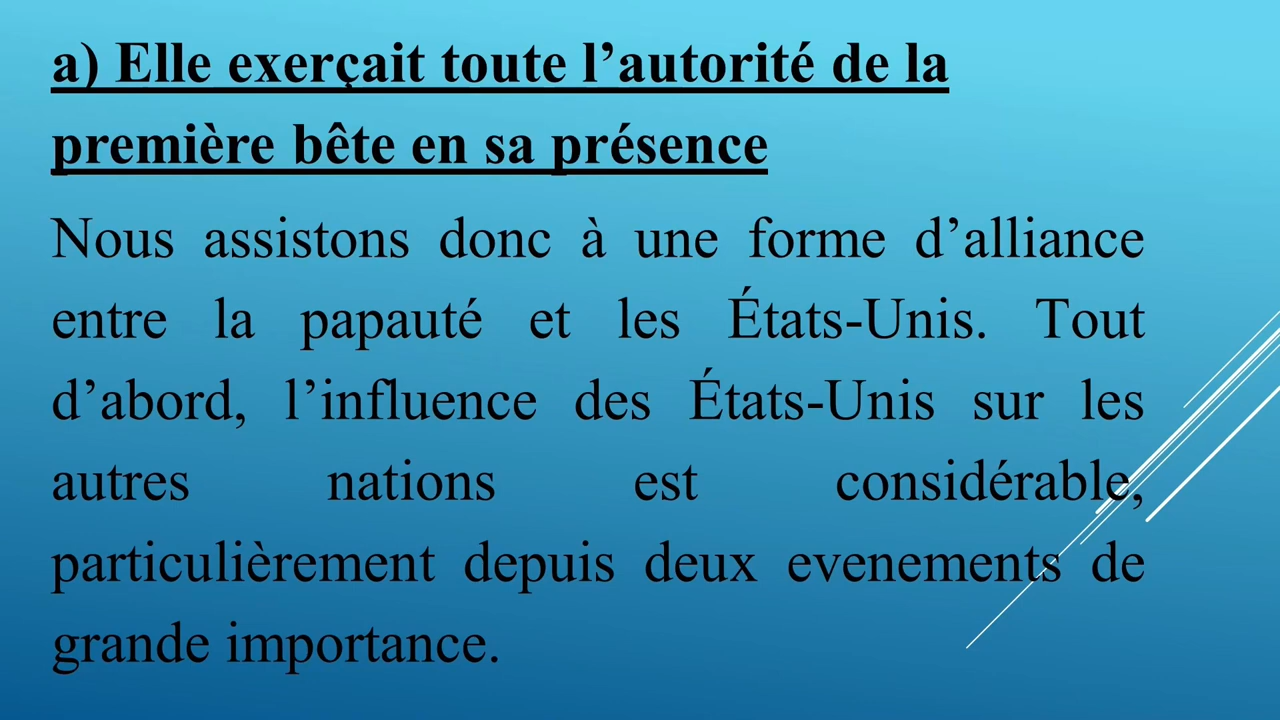 a) Elle exerçait toute l’autorité de la
première bête en sa présence
Nous assistons donc à une forme d’alliance
entre la papauté et les États-Unis. Tout
d’abord, l’influence des États-Unis sur les
autres nations est considérable,
particulièrement depuis deux evenements de
grande importance.